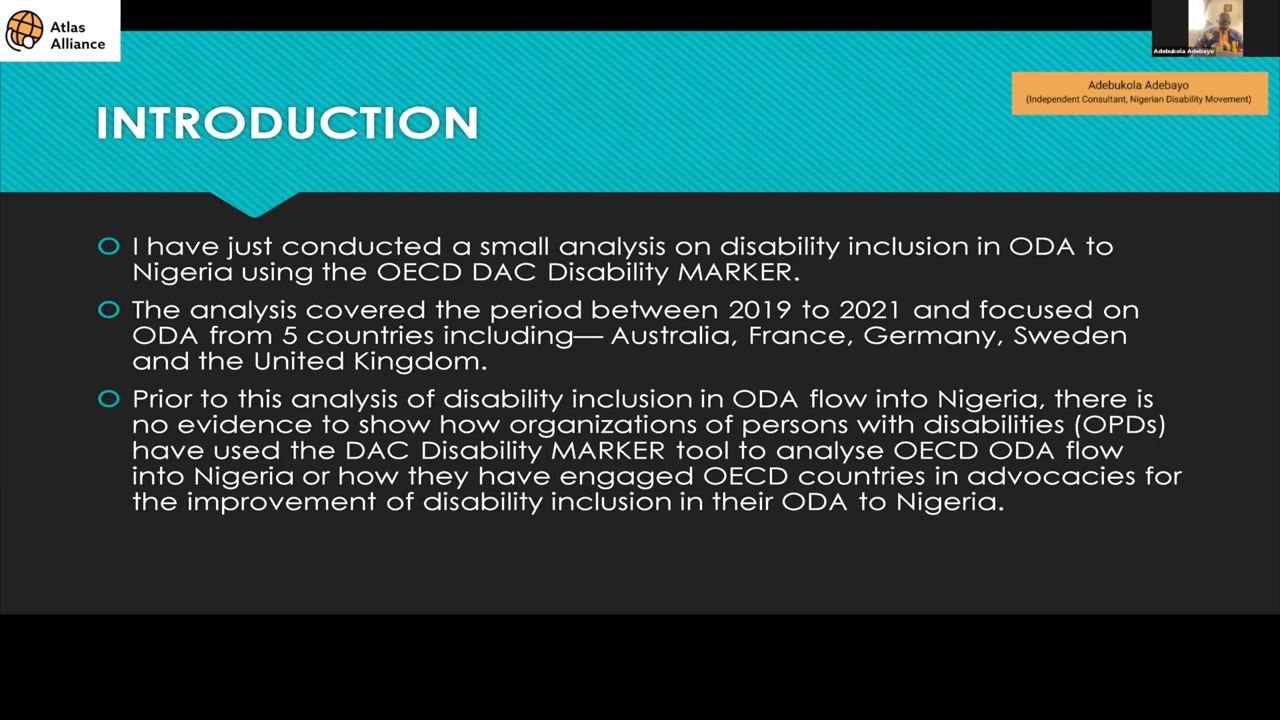 Atlas
Alliance
Adebukola Adebayo
Adebukola Adebayo
(Independent Consultant, Nigerian Disability Movement)
INTRODUCTION
I have just conducted a small analysis on disability inclusion in ODA to
Nigeria using the OECD DAC Disability MARKER.
The analysis covered the period between 2019 to 2021 and focused on
ODA from 5 countries including— Australia, France, Germany, Sweden
and the United Kingdom.
Prior to this analysis of disability inclusion in ODA flow into Nigeria, there is
no evidence to show how organizations of persons with disabilities (OPDs)
have used the DAC Disability MARKER tool to analyse OECD ODA flow
into Nigeria or how they have engaged OECD countries in advocacies for
the improvement of disability inclusion in their ODA to Nigeria.